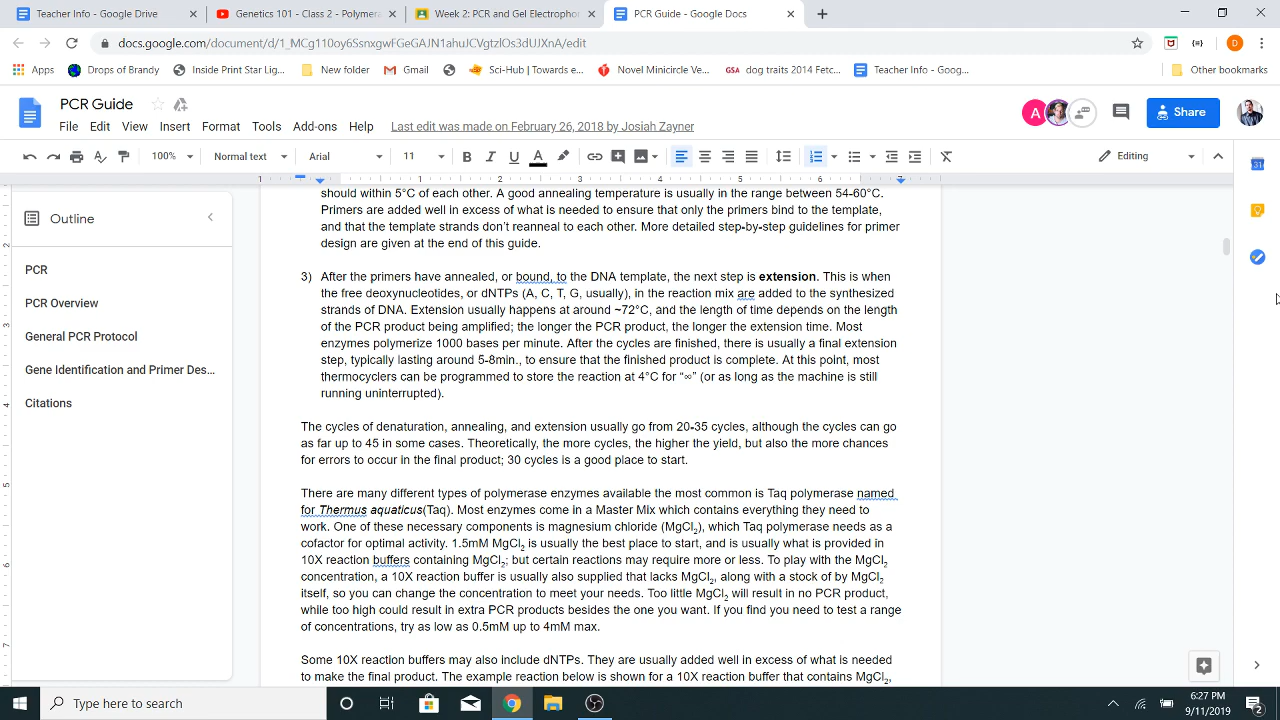 Teacher Info - Google Drive
Genetics 101 - Class 2 - Polymera
Week 2: PCR and Gel Electrophor
PCR Guide - Google Docs
docs.google.com/document/d/1_MCg110oy6SsnxgwFGeGAJN1ahuJCVgtzlOs3dUJXnA/edit
Apps
Drops of Brand
Inside Print Star Lig...
New folder
Gmail
Sci-Hub | Towards e...
Novel Minicircle Ve...
GSA dog traits 2014 Fetc...
Teacher Info - Goog...
Other bookmarks
PCR Guide
File Edit View Insert Format Tools Add-ons Help Last edit was made on February 26, 2018 by Josiah Zayner
A
Share
100% Normal text Arial 11 B I U A Editing
1 1 2 3 4 5 6 7
31
Outline
PCR
PCR Overview
General PCR Protocol
Gene Identification and Primer Des...
Citations
2
3
4
5
6
7
should within 5°C of each other. A good annealing temperature is usually in the range between 54-60°C.
Primers are added well in excess of what is needed to ensure that only the primers bind to the template,
and that the template strands don't reanneal to each other. More detailed step-by-step guidelines for primer
design are given at the end of this guide.
3) After the primers have annealed, or bound, to the DNA template, the next step is extension. This is when
the free deoxynucleotides, or dNTPs (A, C, T, G, usually), in the reaction mix are added to the synthesized
strands of DNA. Extension usually happens at around ~72°C, and the length of time depends on the length
of the PCR product being amplified; the longer the PCR product, the longer the extension time. Most
enzymes polymerize 1000 bases per minute. After the cycles are finished, there is usually a final extension
step, typically lasting around 5-8min., to ensure that the finished product is complete. At this point, most
thermocyclers can be programmed to store the reaction at 4°C for “∞” (or as long as the machine is still
running uninterrupted).
The cycles of denaturation, annealing, and extension usually go from 20-35 cycles, although the cycles can go
as far up to 45 in some cases. Theoretically, the more cycles, the higher the yield, but also the more chances
for errors to occur in the final product; 30 cycles is a good place to start.
There are many different types of polymerase enzymes available the most common is Taq polymerase named
for Thermus aquaticus(Taq). Most enzymes come in a Master Mix which contains everything they need to
work. One of these necessary components is magnesium chloride (MgCl₂), which Taq polymerase needs as a
cofactor for optimal activity. 1.5mM MgCl₂ is usually the best place to start, and is usually what is provided in
10X reaction buffers containing MgCl₂; but certain reactions may require more or less. To play with the MgCl₂
concentration, a 10X reaction buffer is usually also supplied that lacks MgCl₂, along with a stock of by MgCl₂
itself, so you can change the concentration to meet your needs. Too little MgCl₂ will result in no PCR product,
while too high could result in extra PCR products besides the one you want. If you find you need to test a range
of concentrations, try as low as 0.5mM up to 4mM max.
Some 10X reaction buffers may also include dNTPs. They are usually added well in excess of what is needed
to make the final product. The example reaction below is shown for a 10X reaction buffer that contains MgCl₂,
Type here to search
6:27 PM
9/11/2019
2